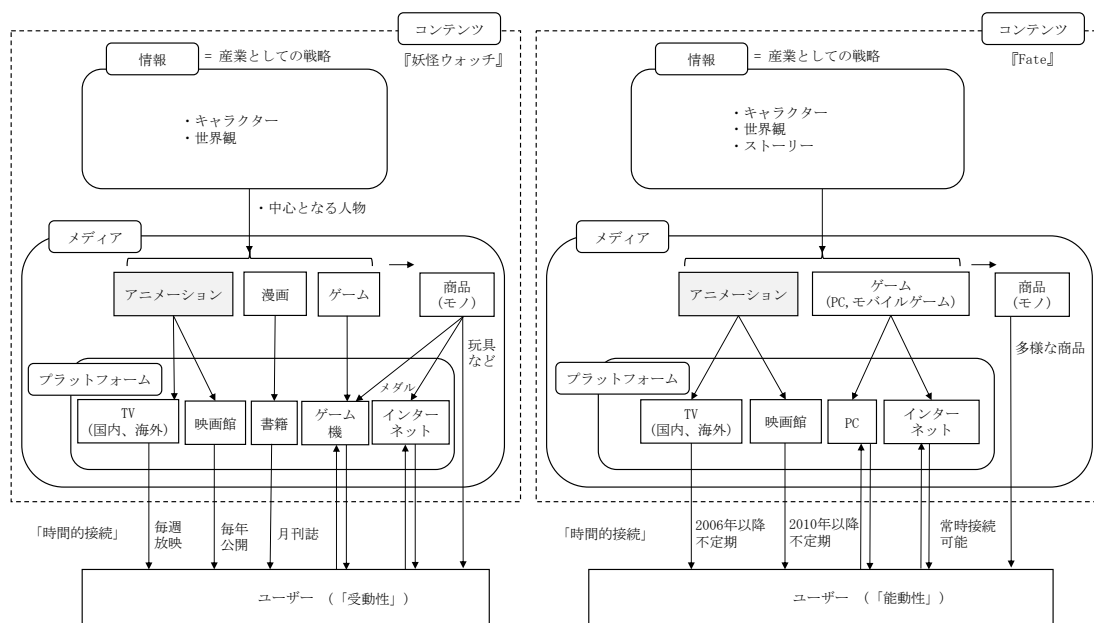 コンテンツ
『妖怪ウォッチ』
情報
= 産業としての戦略
・キャラクター
・世界観
・中心となる人物
メディア
アニメーション
漫画
ゲーム
商品
(モノ)
玩具
など
プラットフォーム
メダル
TV
(国内、海外)
映画館
書籍
ゲーム
機
インター
ネット
「時間的接続」
毎週
放映
毎年
公開
月刊誌
ユーザー （「受動性」）
コンテンツ
『Fate』
情報
= 産業としての戦略
・キャラクター
・世界観
・ストーリー
メディア
アニメーション
ゲーム
(PC,モバイルゲーム)
商品
(モノ)
多様な商品
プラットフォーム
TV
(国内、海外)
映画館
PC
インター
ネット
「時間的接続」
2006年以降
不定期
2010年以降
不定期
常時接続
可能
ユーザー （「能動性」）